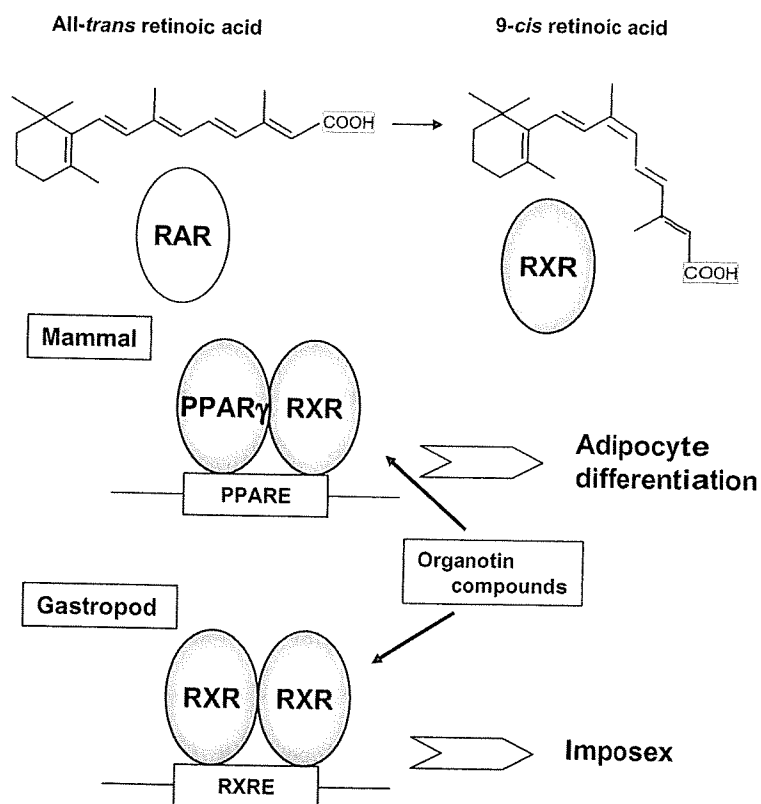 All-trans retinoic acid
9-cis retinoic acid
COOH
COOH
RAR
RXR
Mammal
PPARγ
RXR
PPARE
Adipocyte
differentiation
Organotin
compounds
Gastropod
RXR
RXR
RXRE
Imposex